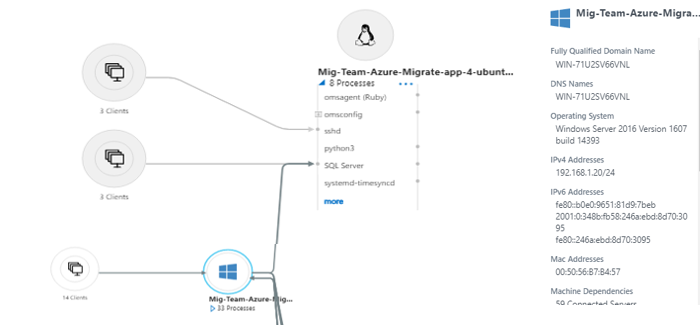 3 Clients
3 Clients
14 Clients
Mig-Team-Azure-Migrate-app-4-ubunt...
8 Processes
omsagent (Ruby)
omsconfig
sshd
python3
SQL Server
systemd-timesyncd
more
Mig-Team-Azure-Mig...
33 Processes
Mig-Team-Azure-Migra...
Fully Qualified Domain Name
WIN-71U2SV66VNL
DNS Names
WIN-71U2SV66VNL
Operating System
Windows Server 2016 Version 1607
build 14393
IPv4 Addresses
192.168.1.20/24
IPv6 Addresses
fe80::b0e0:9651:81d9:7beb
2001:0:348b:fb58:246a:ebd:8d70:30
95
fe80::246a:ebd:8d70:3095
Mac Addresses
00:50:56:B7:B4:57
Machine Dependencies
59 Connected Servers